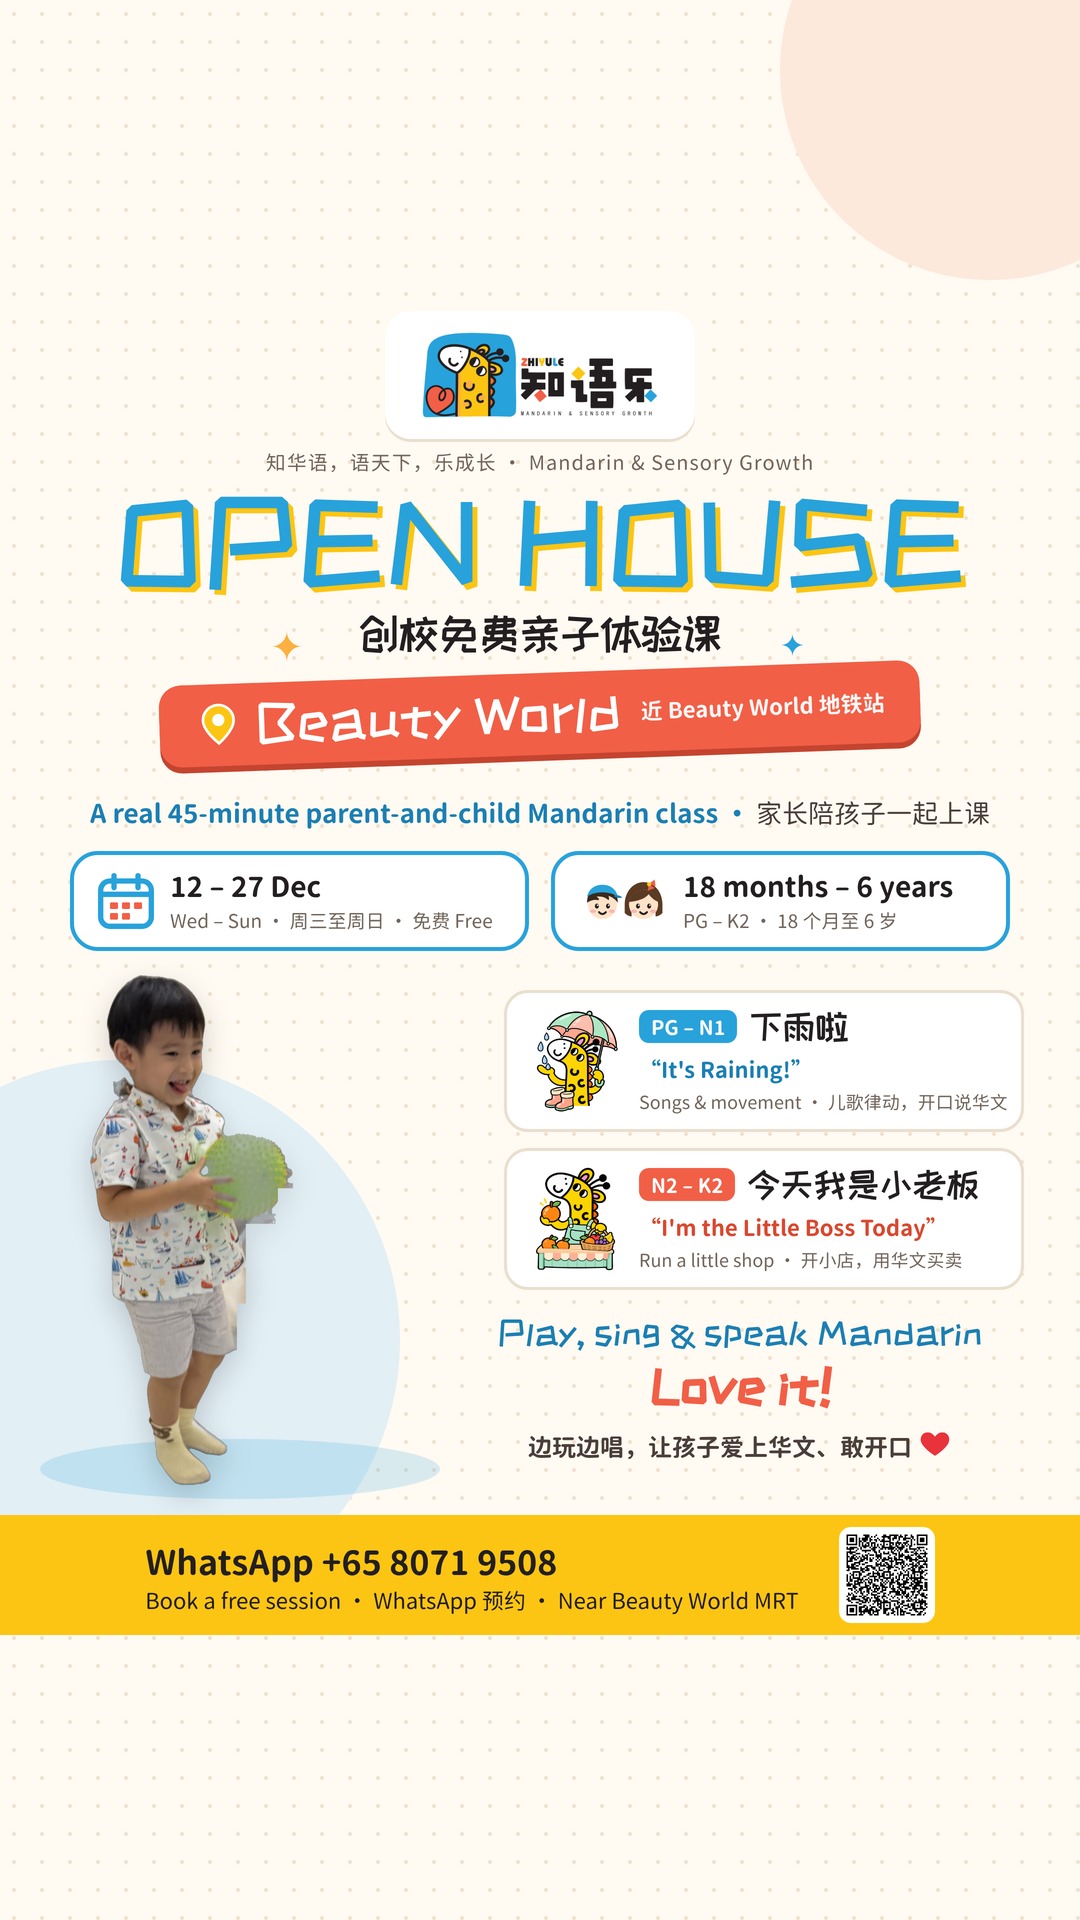 ZHIYULE
知语乐
MANDARIN & SENSORY GROWTH
知华语，语天下，乐成长 • Mandarin & Sensory Growth
OPEN HOUSE
创校免费亲子体验课
Beauty World 近 Beauty World 地铁站
A real 45-minute parent-and-child Mandarin class • 家长陪孩子一起上课
12 – 27 Dec
Wed – Sun • 周三至周日 • 免费 Free
18 months – 6 years
PG – K2 • 18 个月至 6 岁
PG – N1 下雨啦
“It's Raining!”
Songs & movement • 儿歌律动，开口说华文
N2 – K2 今天我是小老板
“I'm the Little Boss Today”
Run a little shop • 开小店，用华文买卖
Play, sing & speak Mandarin
Love it!
边玩边唱，让孩子爱上华文、敢开口
WhatsApp +65 8071 9508
Book a free session • WhatsApp 预约 • Near Beauty World MRT